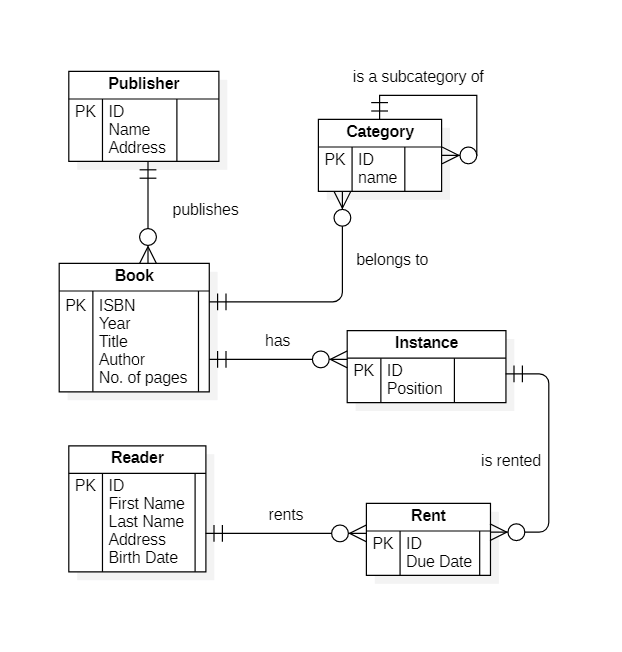 is a subcategory of
Publisher
PK ID
Name
Address
Category
PK ID
name
publishes
belongs to
Book
PK ISBN
Year
Title
Author
No. of pages
has
Instance
PK ID
Position
is rented
Reader
PK ID
First Name
Last Name
Address
Birth Date
rents
Rent
PK ID
Due Date